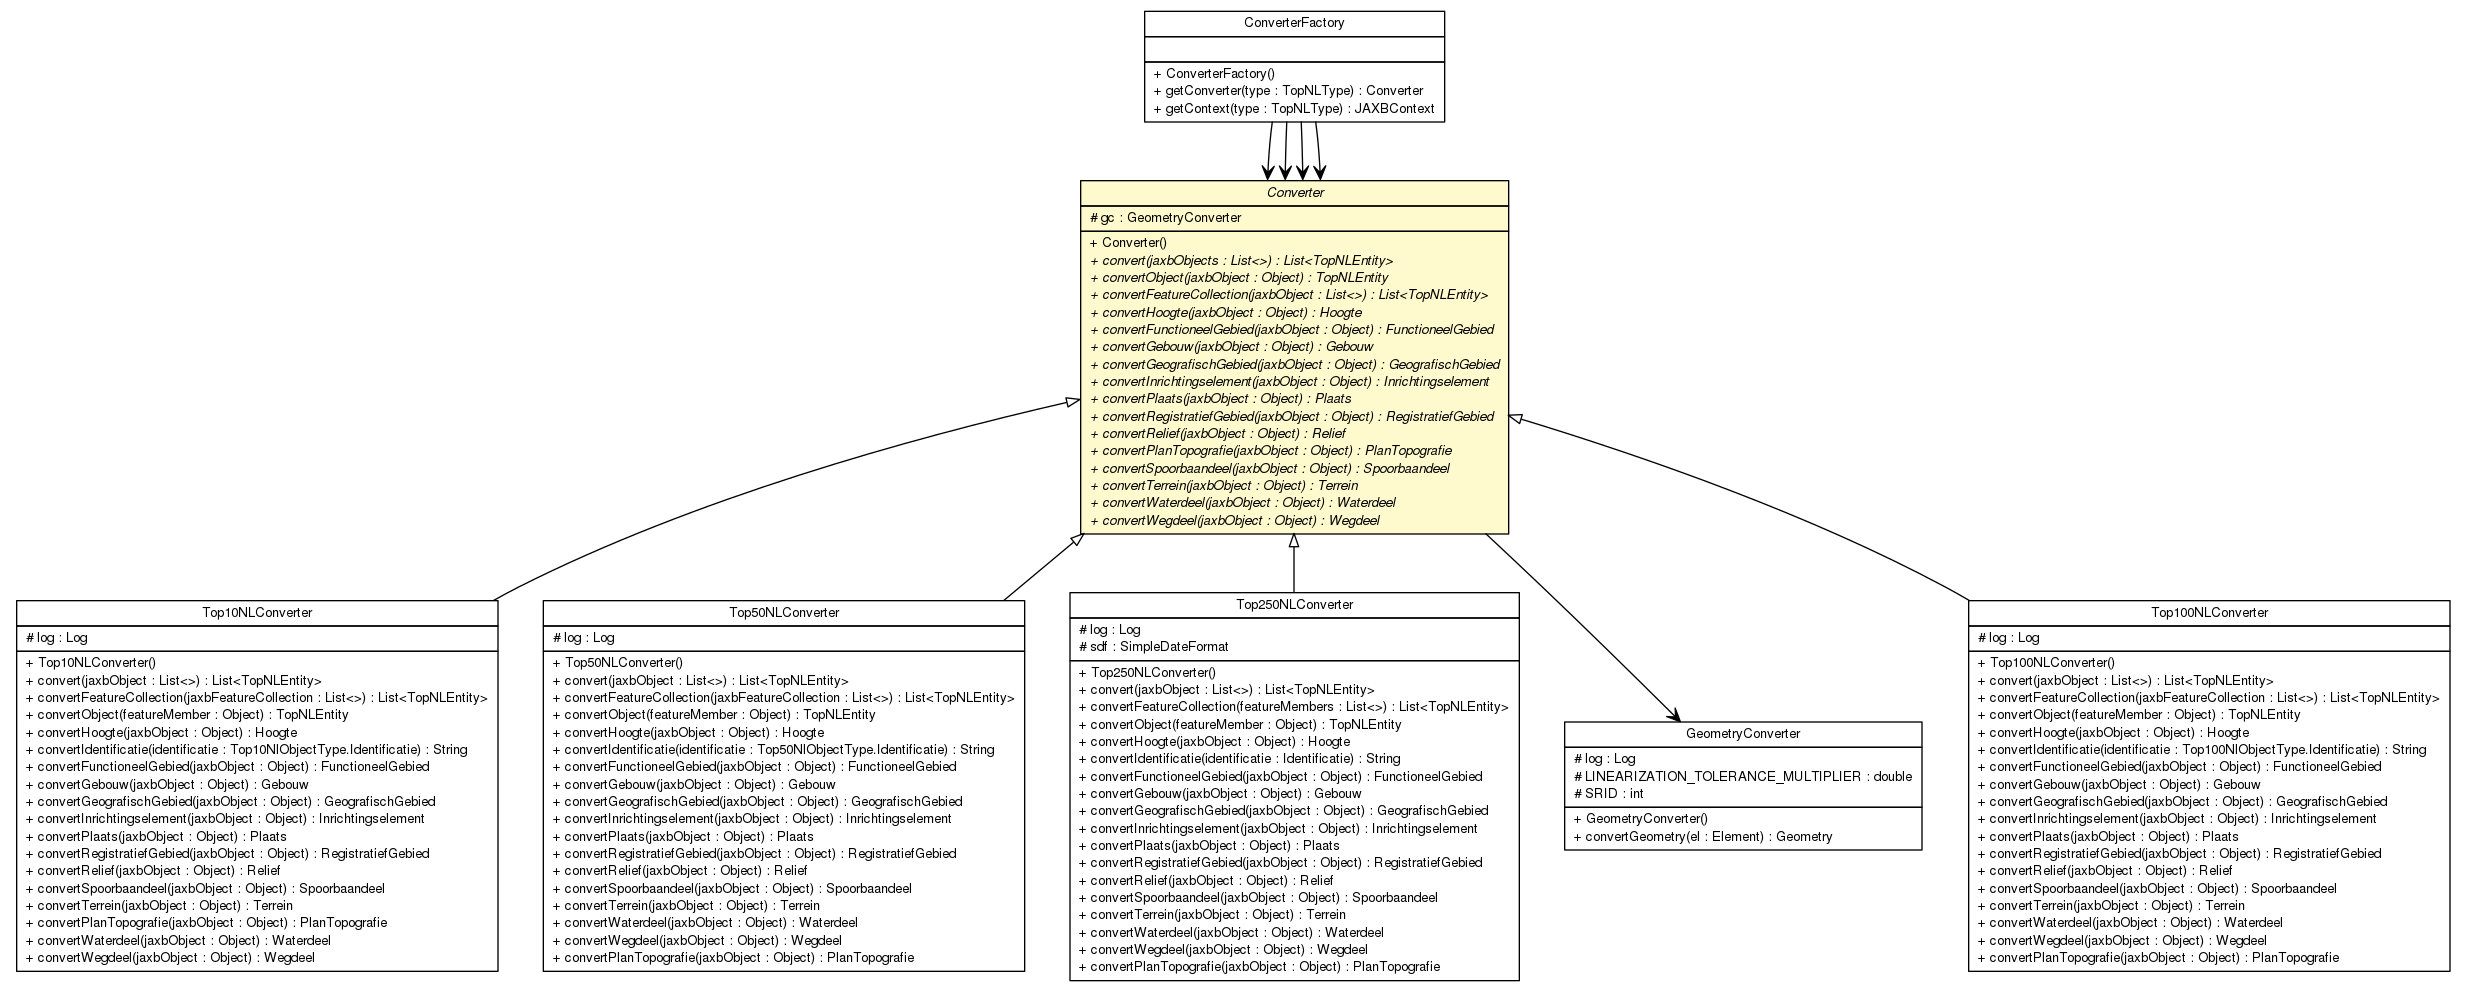 ConverterFactory
+ ConverterFactory()
+ getConverter(type : TopNLType) : Converter
+ getContext(type : TopNLType) : JAXBContext
Converter
# gc : GeometryConverter
+ Converter()
+ convert(jaxbObjects : List<>) : List<TopNLEntity>
+ convertObject(jaxbObject : Object) : TopNLEntity
+ convertFeatureCollection(jaxbObject : List<>) : List<TopNLEntity>
+ convertHoogte(jaxbObject : Object) : Hoogte
+ convertFunctioneelGebied(jaxbObject : Object) : FunctioneelGebied
+ convertGebouw(jaxbObject : Object) : Gebouw
+ convertGeografischGebied(jaxbObject : Object) : GeografischGebied
+ convertInrichtingselement(jaxbObject : Object) : Inrichtingselement
+ convertPlaats(jaxbObject : Object) : Plaats
+ convertRegistratiefGebied(jaxbObject : Object) : RegistratiefGebied
+ convertRelief(jaxbObject : Object) : Relief
+ convertPlanTopografie(jaxbObject : Object) : PlanTopografie
+ convertSpoorbaandeel(jaxbObject : Object) : Spoorbaandeel
+ convertTerrein(jaxbObject : Object) : Terrein
+ convertWaterdeel(jaxbObject : Object) : Waterdeel
+ convertWegdeel(jaxbObject : Object) : Wegdeel
Top10NLConverter
# log : Log
+ Top10NLConverter()
+ convert(jaxbObject : List<>) : List<TopNLEntity>
+ convertFeatureCollection(jaxbFeatureCollection : List<>) : List<TopNLEntity>
+ convertObject(featureMember : Object) : TopNLEntity
+ convertHoogte(jaxbObject : Object) : Hoogte
+ convertIdentificatie(identificatie : Top10NlObjectType.Identificatie) : String
+ convertFunctioneelGebied(jaxbObject : Object) : FunctioneelGebied
+ convertGebouw(jaxbObject : Object) : Gebouw
+ convertGeografischGebied(jaxbObject : Object) : GeografischGebied
+ convertInrichtingselement(jaxbObject : Object) : Inrichtingselement
+ convertPlaats(jaxbObject : Object) : Plaats
+ convertRegistratiefGebied(jaxbObject : Object) : RegistratiefGebied
+ convertRelief(jaxbObject : Object) : Relief
+ convertSpoorbaandeel(jaxbObject : Object) : Spoorbaandeel
+ convertTerrein(jaxbObject : Object) : Terrein
+ convertPlanTopografie(jaxbObject : Object) : PlanTopografie
+ convertWaterdeel(jaxbObject : Object) : Waterdeel
+ convertWegdeel(jaxbObject : Object) : Wegdeel
Top50NLConverter
# log : Log
+ Top50NLConverter()
+ convert(jaxbObject : List<>) : List<TopNLEntity>
+ convertFeatureCollection(jaxbFeatureCollection : List<>) : List<TopNLEntity>
+ convertObject(featureMember : Object) : TopNLEntity
+ convertHoogte(jaxbObject : Object) : Hoogte
+ convertIdentificatie(identificatie : Top50NlObjectType.Identificatie) : String
+ convertFunctioneelGebied(jaxbObject : Object) : FunctioneelGebied
+ convertGebouw(jaxbObject : Object) : Gebouw
+ convertGeografischGebied(jaxbObject : Object) : GeografischGebied
+ convertInrichtingselement(jaxbObject : Object) : Inrichtingselement
+ convertPlaats(jaxbObject : Object) : Plaats
+ convertRegistratiefGebied(jaxbObject : Object) : RegistratiefGebied
+ convertRelief(jaxbObject : Object) : Relief
+ convertSpoorbaandeel(jaxbObject : Object) : Spoorbaandeel
+ convertTerrein(jaxbObject : Object) : Terrein
+ convertWaterdeel(jaxbObject : Object) : Waterdeel
+ convertWegdeel(jaxbObject : Object) : Wegdeel
+ convertPlanTopografie(jaxbObject : Object) : PlanTopografie
Top250NLConverter
# log : Log
# sdf : SimpleDateFormat
+ Top250NLConverter()
+ convert(jaxbObject : List<>) : List<TopNLEntity>
+ convertFeatureCollection(featureMembers : List<>) : List<TopNLEntity>
+ convertObject(featureMember : Object) : TopNLEntity
+ convertHoogte(jaxbObject : Object) : Hoogte
+ convertIdentificatie(identificatie : Identificatie) : String
+ convertFunctioneelGebied(jaxbObject : Object) : FunctioneelGebied
+ convertGebouw(jaxbObject : Object) : Gebouw
+ convertGeografischGebied(jaxbObject : Object) : GeografischGebied
+ convertInrichtingselement(jaxbObject : Object) : Inrichtingselement
+ convertPlaats(jaxbObject : Object) : Plaats
+ convertRegistratiefGebied(jaxbObject : Object) : RegistratiefGebied
+ convertRelief(jaxbObject : Object) : Relief
+ convertSpoorbaandeel(jaxbObject : Object) : Spoorbaandeel
+ convertTerrein(jaxbObject : Object) : Terrein
+ convertWaterdeel(jaxbObject : Object) : Waterdeel
+ convertWegdeel(jaxbObject : Object) : Wegdeel
+ convertPlanTopografie(jaxbObject : Object) : PlanTopografie
GeometryConverter
# log : Log
# LINEARIZATION_TOLERANCE_MULTIPLIER : double
# SRID : int
+ GeometryConverter()
+ convertGeometry(el : Element) : Geometry
Top100NLConverter
# log : Log
+ Top100NLConverter()
+ convert(jaxbObject : List<>) : List<TopNLEntity>
+ convertFeatureCollection(jaxbFeatureCollection : List<>) : List<TopNLEntity>
+ convertObject(featureMember : Object) : TopNLEntity
+ convertHoogte(jaxbObject : Object) : Hoogte
+ convertIdentificatie(identificatie : Top100NlObjectType.Identificatie) : String
+ convertFunctioneelGebied(jaxbObject : Object) : FunctioneelGebied
+ convertGebouw(jaxbObject : Object) : Gebouw
+ convertGeografischGebied(jaxbObject : Object) : GeografischGebied
+ convertInrichtingselement(jaxbObject : Object) : Inrichtingselement
+ convertPlaats(jaxbObject : Object) : Plaats
+ convertRegistratiefGebied(jaxbObject : Object) : RegistratiefGebied
+ convertRelief(jaxbObject : Object) : Relief
+ convertSpoorbaandeel(jaxbObject : Object) : Spoorbaandeel
+ convertTerrein(jaxbObject : Object) : Terrein
+ convertWaterdeel(jaxbObject : Object) : Waterdeel
+ convertWegdeel(jaxbObject : Object) : Wegdeel
+ convertPlanTopografie(jaxbObject : Object) : PlanTopografie